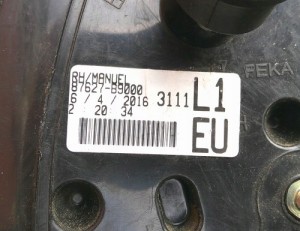 RH/MANUEL
87627-B9000
6 / 4 / 2016 3111
2 20 34
L1
EU
FEKA